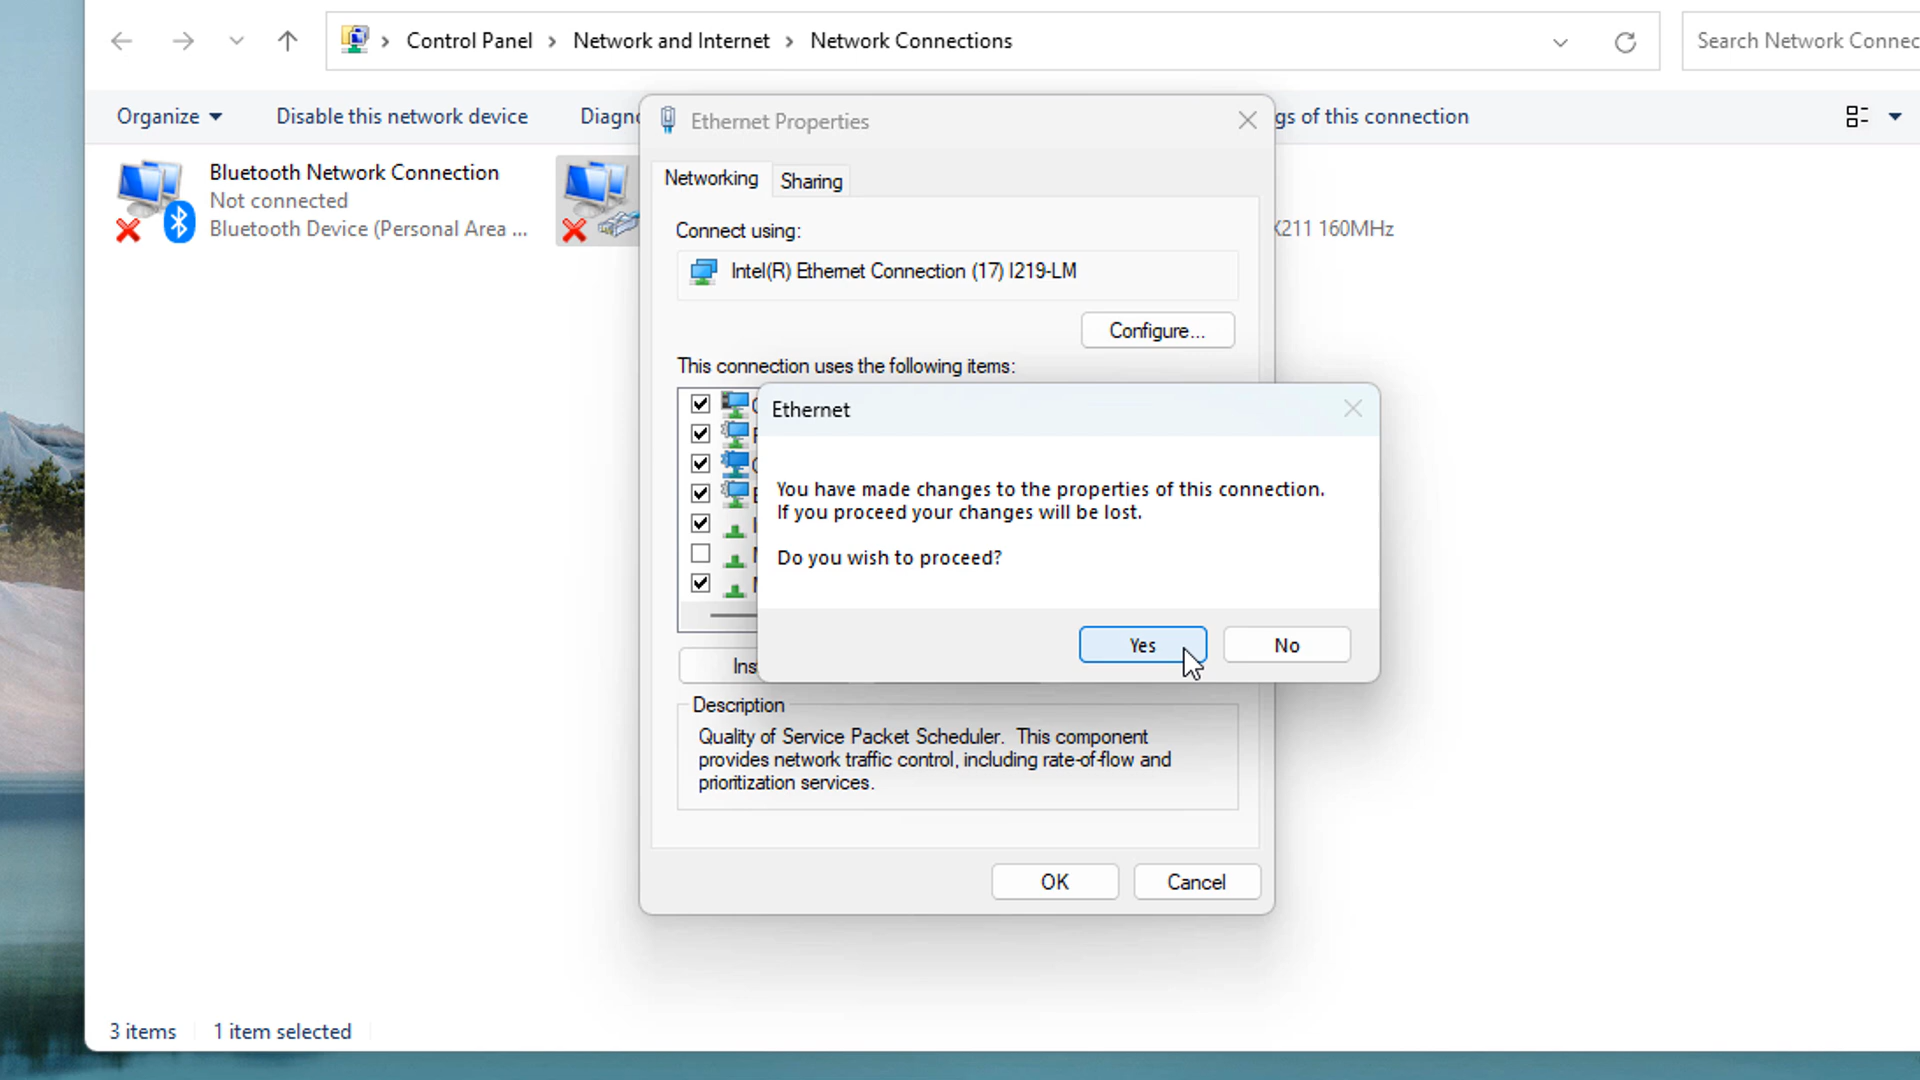 Control Panel > Network and Internet > Network Connections
Search Network Connec
Organize
Disable this network device
Ethernet Properties
gs of this connection
Bluetooth Network Connection
Not connected
Bluetooth Device (Personal Area ...
X211 160MHz
Networking
Sharing
Connect using:
Intel(R) Ethernet Connection (17) I219-LM
Configure...
This connection uses the following items:
Ethernet
You have made changes to the properties of this connection.
If you proceed your changes will be lost.
Do you wish to proceed?
Yes
No
Description
Quality of Service Packet Scheduler. This component
provides network traffic control, including rate-of-flow and
prioritization services.
OK
Cancel
3 items
1 item selected